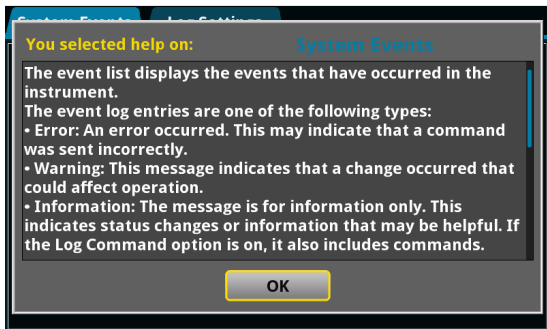 System Events Log Settings
You selected help on: System Events
The event list displays the events that have occurred in the
instrument.
The event log entries are one of the following types:
• Error: An error occurred. This may indicate that a command
was sent incorrectly.
• Warning: This message indicates that a change occurred that
could affect operation.
• Information: The message is for information only. This
indicates status changes or information that may be helpful. If
the Log Command option is on, it also includes commands.
OK